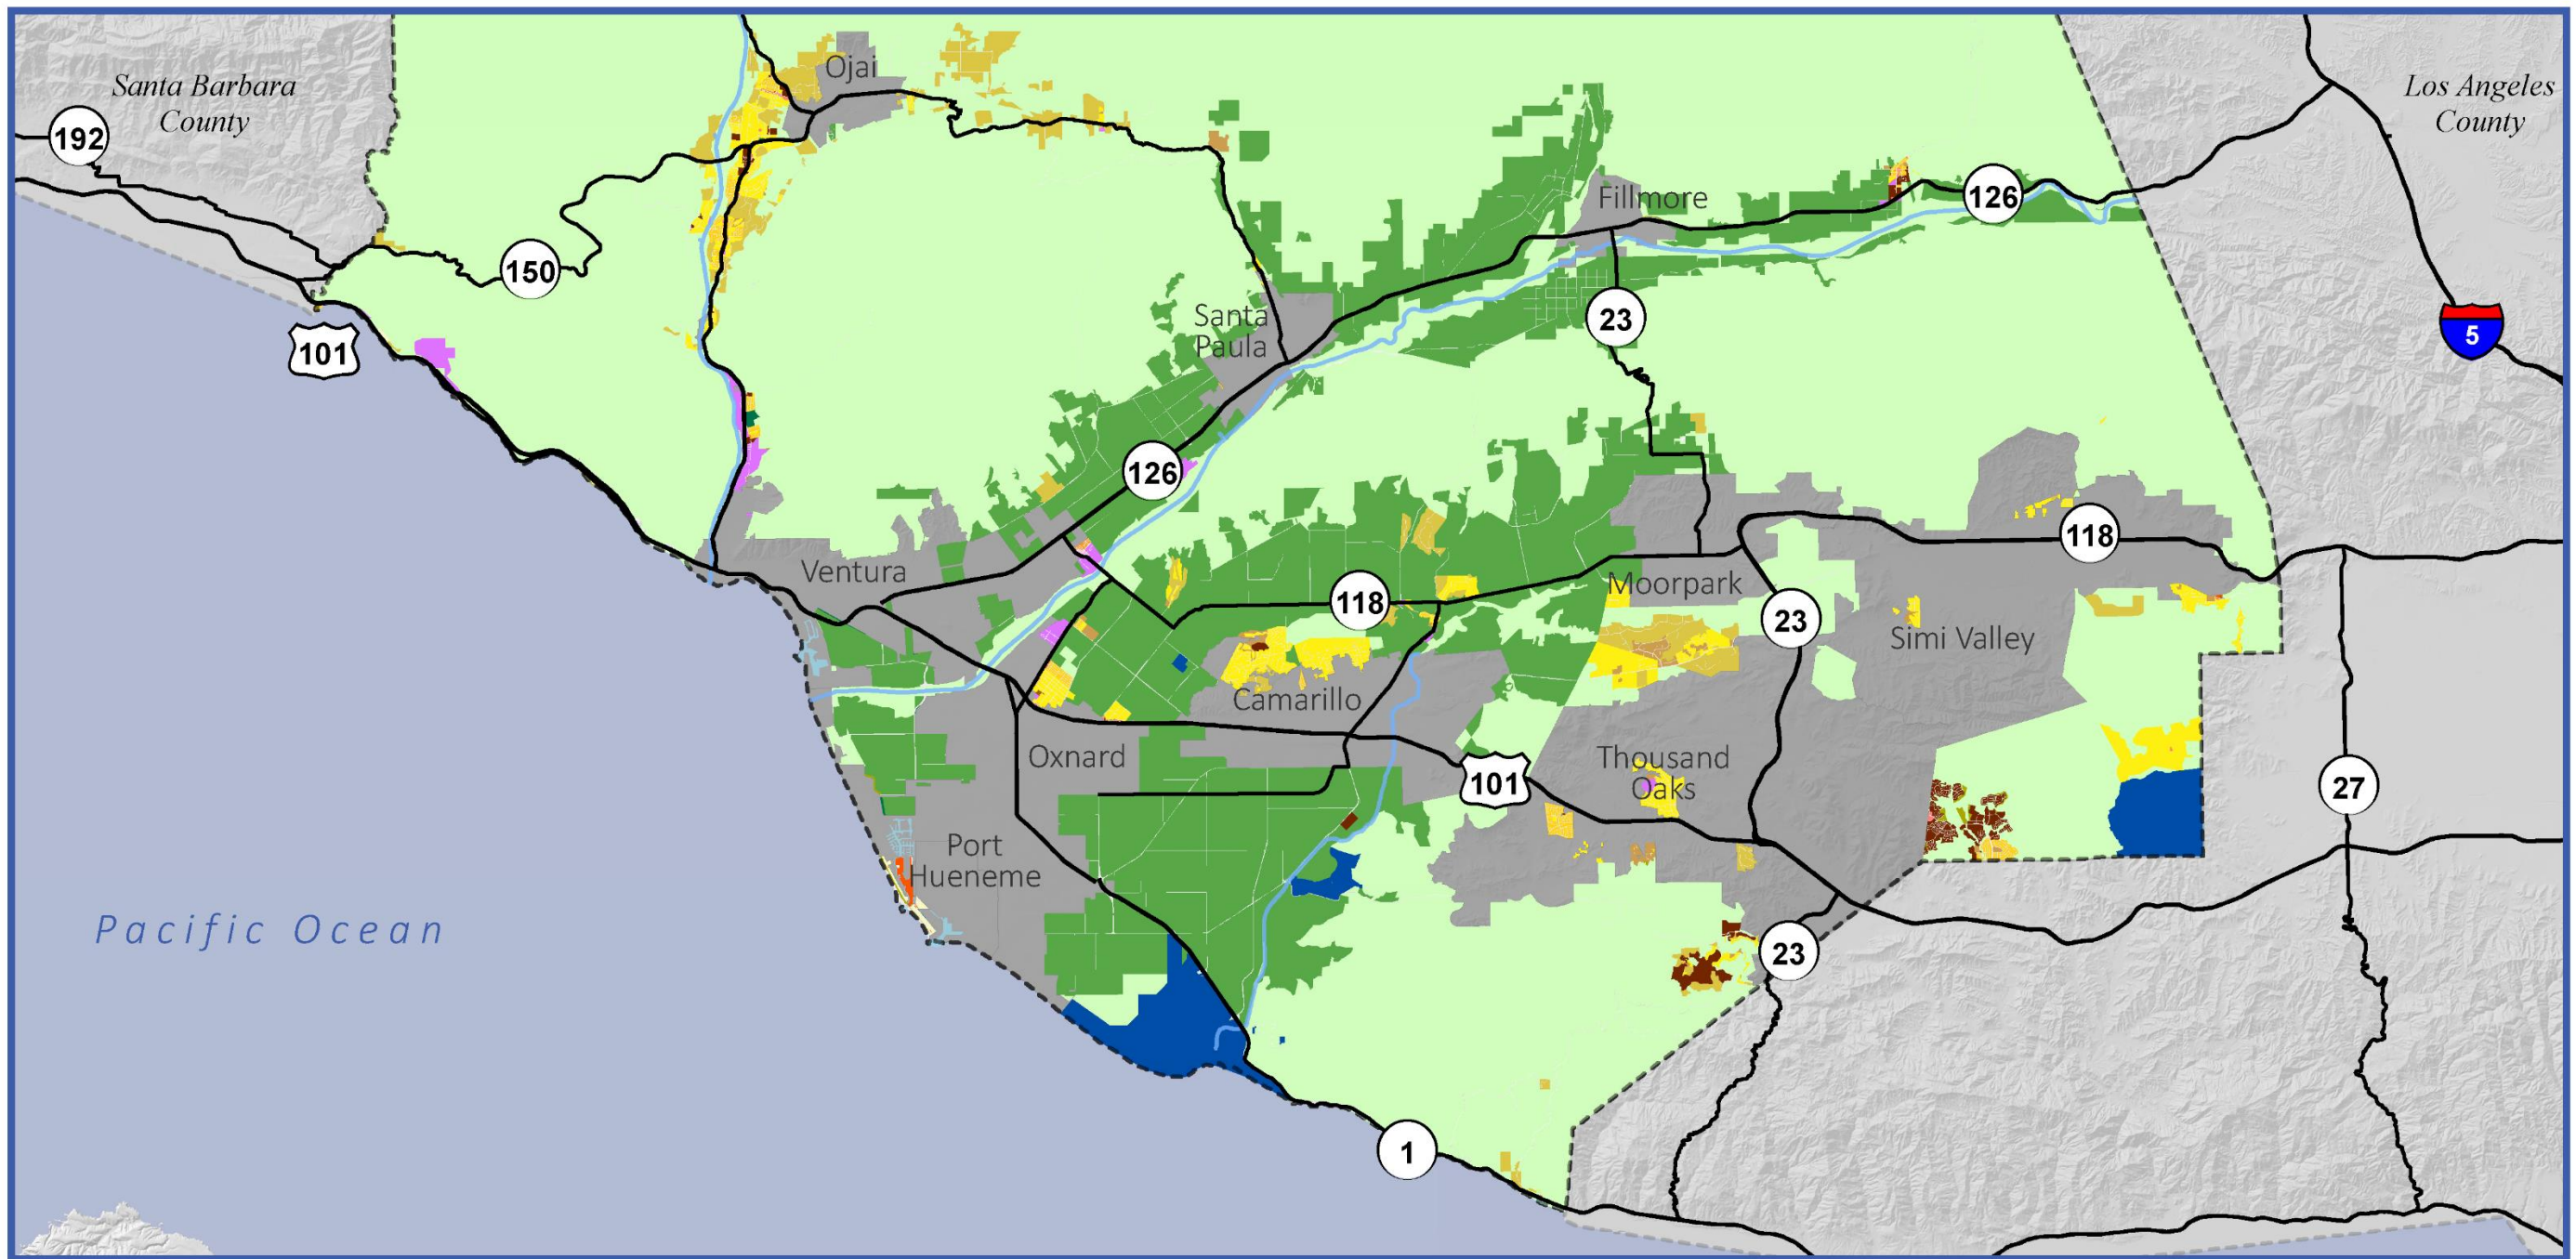 Ojai
Santa Barbara
County
Los Angeles
County
192
Fillmore
126
150
Santa
Paula
23
101
5
126
118
Ventura
Moorpark
118
23
Simi Valley
Camarillo
Oxnard
Thousand
Oaks
101
27
Port
Hueneme
Pacific Ocean
23
1